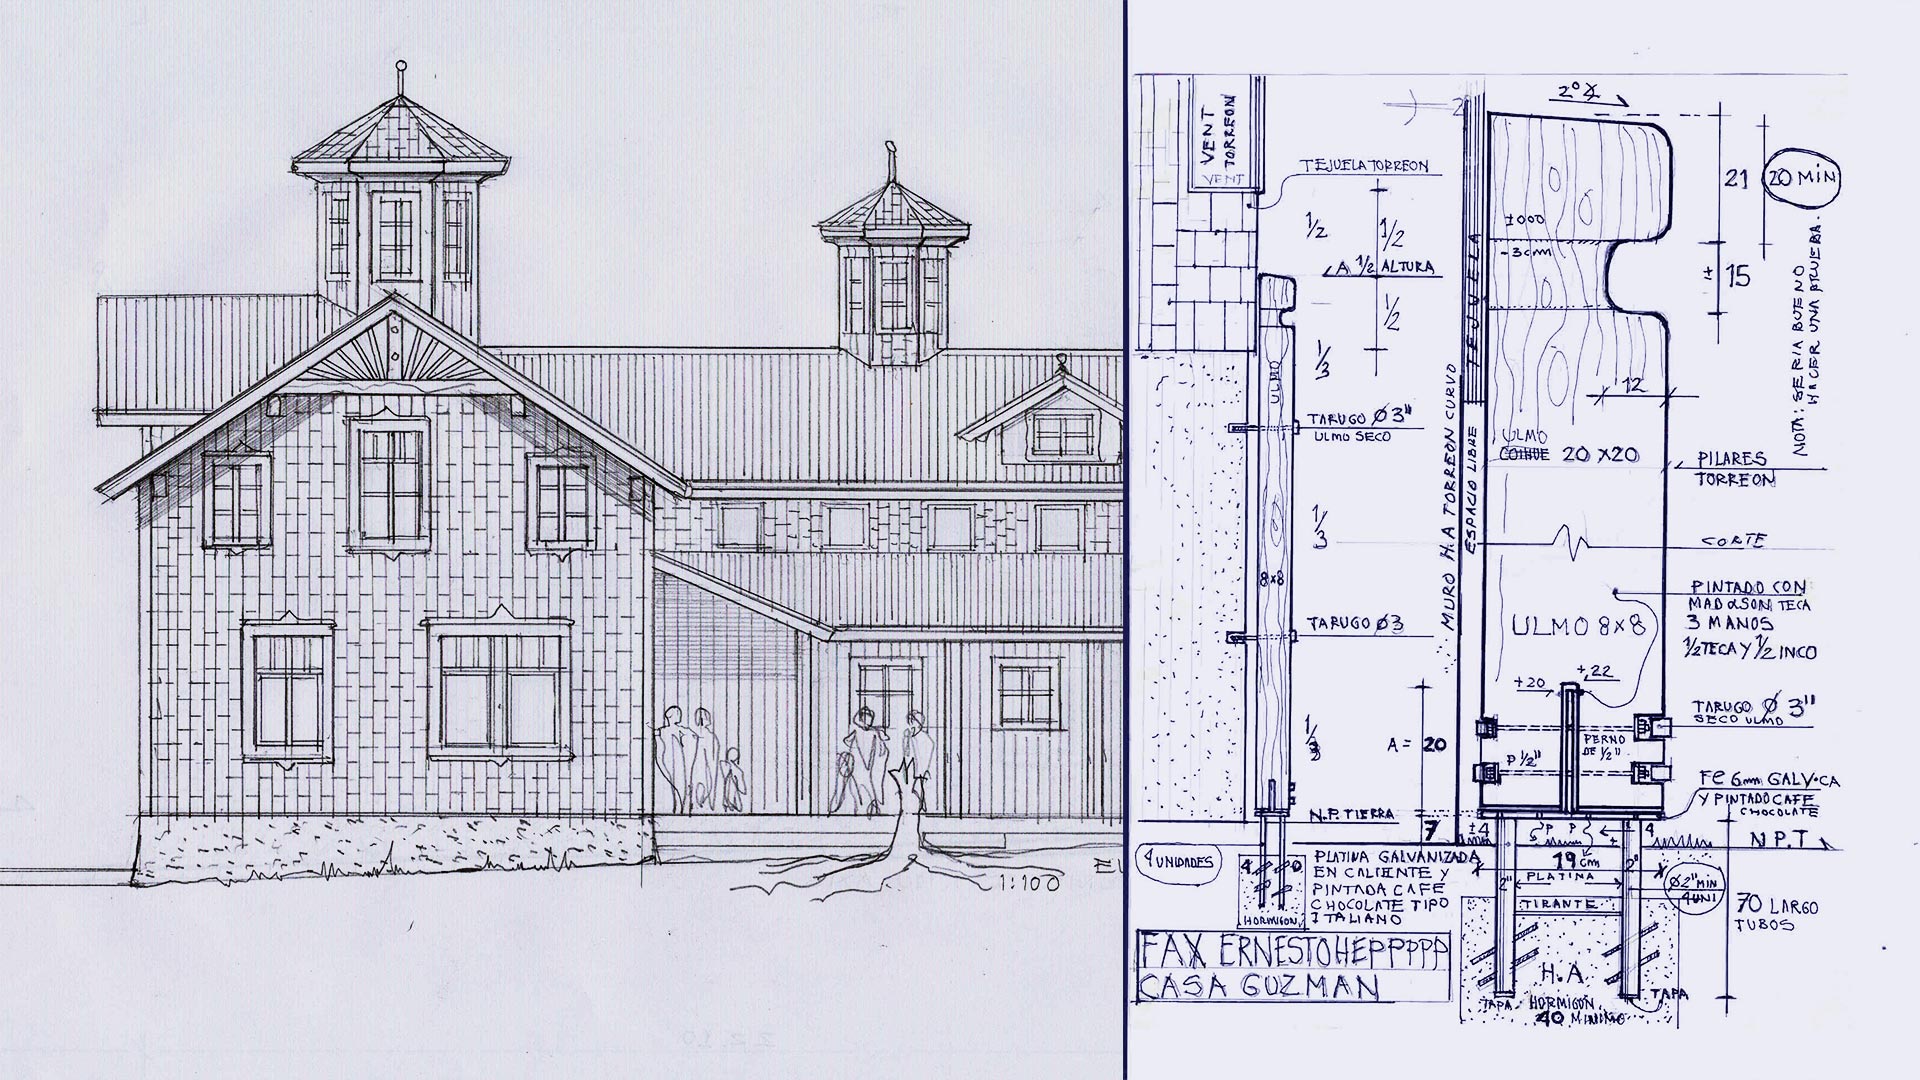 1:100
VENT
TORREON
VENT
TEJUELA TORREON
1/2
1/2
A 1/2 ALTURA
1/2
1/3
ULMO
TARUGO Ø 3"
ULMO SECO
1/3
8x8
TARUGO Ø3
1/3
A = 20
N.P. TIERRA
7
4 UNIDADES
HORMIGON
PLATINA GALVANIZADA
EN CALIENTE Y
PINTADA CAFE
CHOCOLATE TIPO
ITALIANO
FAX ERNESTO HEPPPPPP
CASA GUZMAN
MURO H.A TORREON CURVO
ESPACIO LIBRE
TEJUELA
2°
21
20 MIN
±000
-3cm
± 15
NOTA: SERIA BUENO
HACER UNA PRUEBA.
12
ULMO
COIHUE 20 x 20
PILARES
TORREON
CORTE
PINTADO CON
3 MANOS
1/2 TECA Y 1/2 INCO
ULMO 8x8
+20
+.22
TARUGO Ø 3"
SECO ULMO
PERNO
DE 1/2"
P 1/2"
Fe 6mm GALV. CA
Y PINTADO CAFE
CHOCOLATE
±4
P
P
4
N.P.T
19 cm
PLATINA
2"
2"
TIRANTE
Ø2" MIN
4 UNI
70 LARGO
TUBOS
H.A
TAPA
HORMIGON
40 MINIMO
TAPA